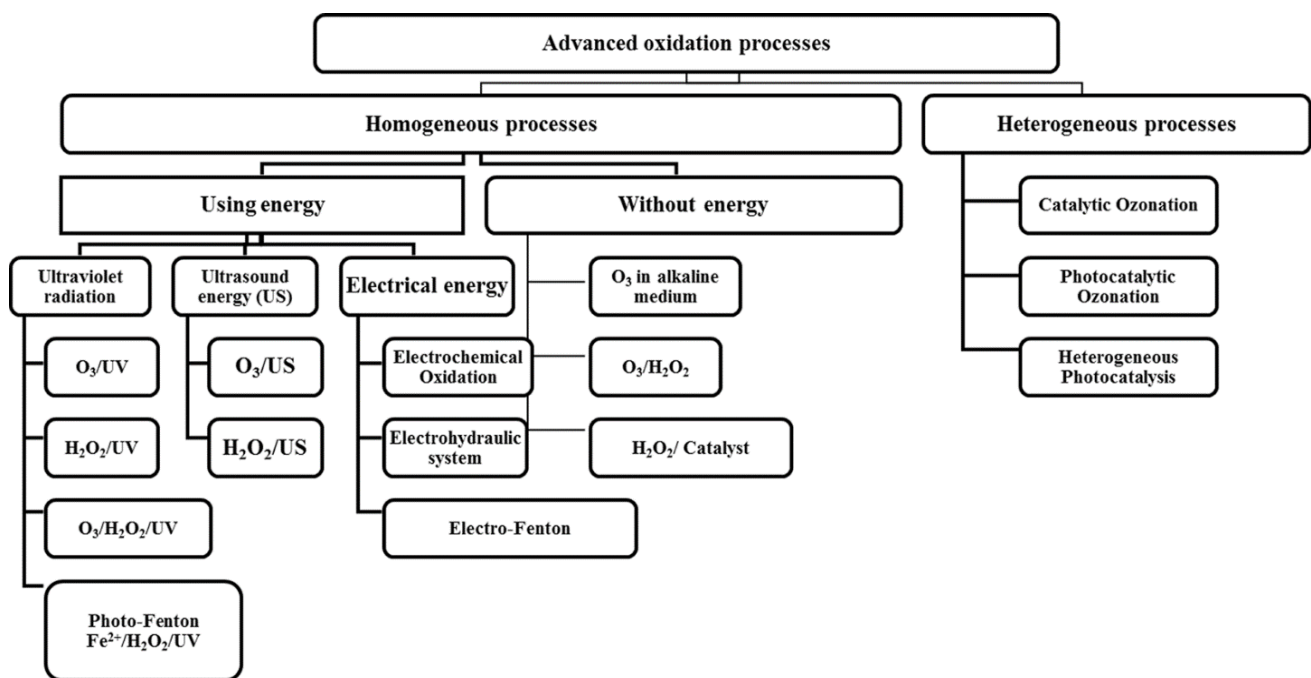 Advanced oxidation processes
Homogeneous processes
Heterogeneous processes
Using energy
Without energy
Catalytic Ozonation
Ultraviolet
radiation
Ultrasound
energy (US)
Electrical energy
O₃ in alkaline
medium
Photocatalytic
Ozonation
O₃/UV
O₃/US
Electrochemical
Oxidation
O₃/H₂O₂
Heterogeneous
Photocatalysis
H₂O₂/UV
H₂O₂/US
Electrohydraulic
system
H₂O₂/ Catalyst
O₃/H₂O₂/UV
Electro-Fenton
Photo-Fenton
Fe²⁺/H₂O₂/UV